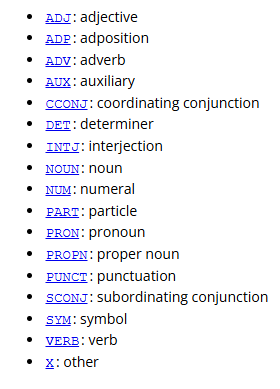 ADJ: adjective
ADP: adposition
ADV: adverb
AUX: auxiliary
CCONJ: coordinating conjunction
DET: determiner
INTJ: interjection
NOUN: noun
NUM: numeral
PART: particle
PRON: pronoun
PROPN: proper noun
PUNCT: punctuation
SCONJ: subordinating conjunction
SYM: symbol
VERB: verb
X: other